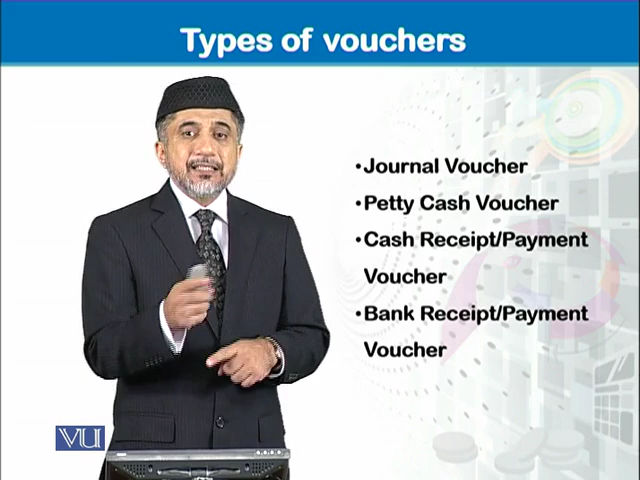 Types of vouchers
•Journal Voucher
•Petty Cash Voucher
•Cash Receipt/Payment
Voucher
•Bank Receipt/Payment
Voucher
VU